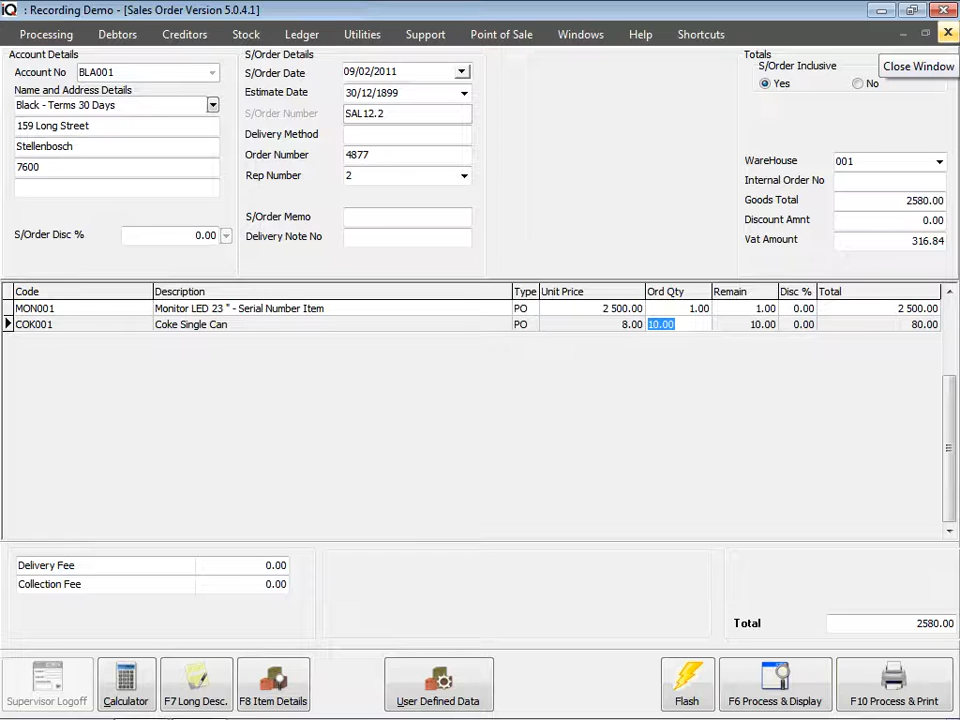 iQ : Recording Demo - [Sales Order Version 5.0.4.1]
Processing Debtors Creditors Stock Ledger Utilities Support Point of Sale Windows Help Shortcuts
Close Window
Account Details
Account No BLA001
Name and Address Details
Black - Terms 30 Days
159 Long Street
Stellenbosch
7600
S/Order Disc % 0.00
S/Order Details
S/Order Date 09/02/2011
Estimate Date 30/12/1899
S/Order Number SAL12.2
Delivery Method
Order Number 4877
Rep Number 2
S/Order Memo
Delivery Note No
Totals
S/Order Inclusive
Yes No
WareHouse 001
Internal Order No
Goods Total 2580.00
Discount Amnt 0.00
Vat Amount 316.84
Code Description Type Unit Price Ord Qty Remain Disc % Total
MON001 Monitor LED 23 " - Serial Number Item PO 2 500.00 1.00 1.00 0.00 2 500.00
COK001 Coke Single Can PO 8.00 10.00 10.00 0.00 80.00
Delivery Fee 0.00
Collection Fee 0.00
Total 2580.00
Supervisor Logoff Calculator F7 Long Desc. F8 Item Details User Defined Data Flash F6 Process & Display F10 Process & Print